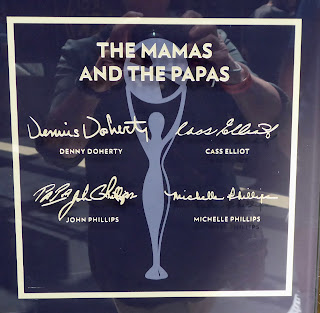 THE MAMAS
AND THE PAPAS
Dennis Doherty
Cass Elliot
DENNY DOHERTY
CASS ELLIOT
PaPa John Phillips
Michelle Phillips
JOHN PHILLIPS
MICHELLE PHILLIPS